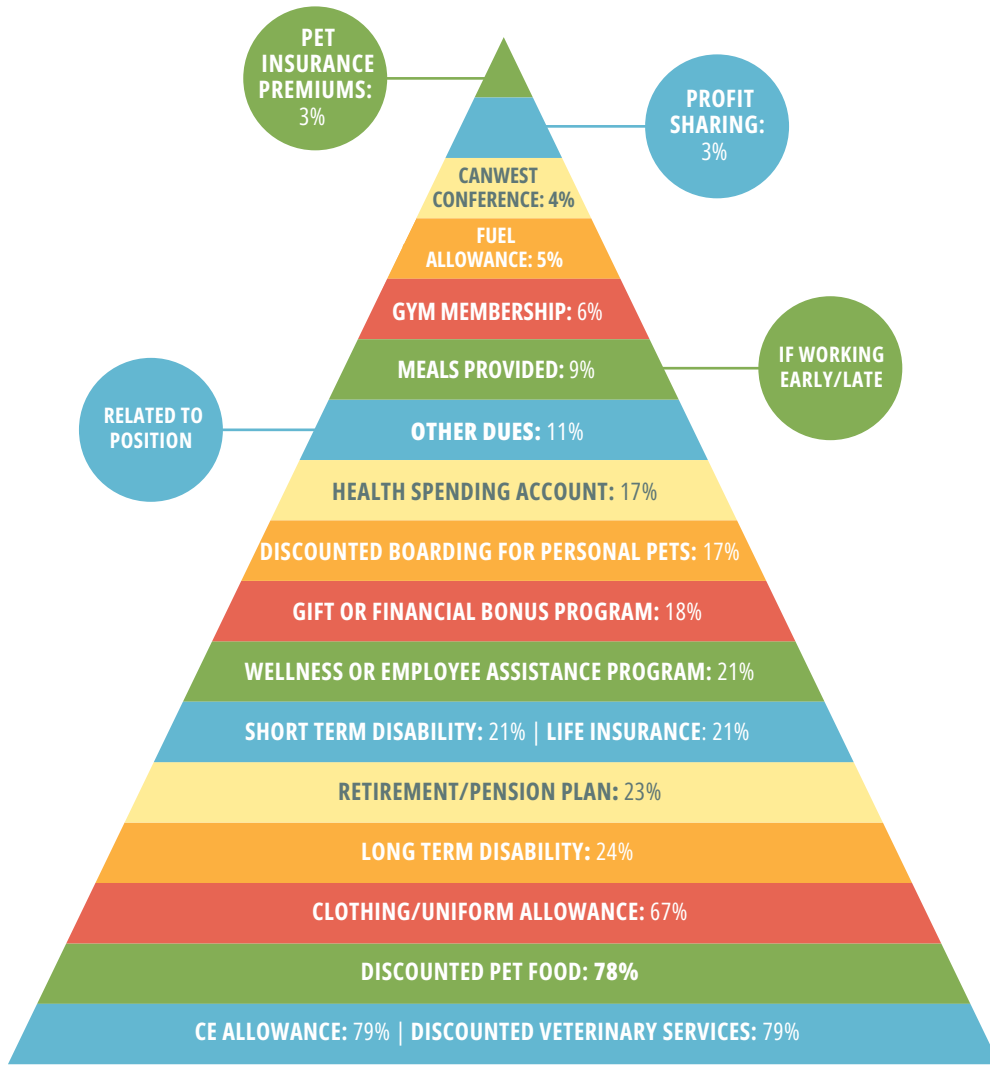 PET
INSURANCE
PREMIUMS:
3%
PROFIT
SHARING:
3%
CANWEST
CONFERENCE: 4%
FUEL
ALLOWANCE: 5%
GYM MEMBERSHIP: 6%
MEALS PROVIDED: 9%
IF WORKING
EARLY/LATE
RELATED TO
POSITION
OTHER DUES: 11%
HEALTH SPENDING ACCOUNT: 17%
DISCOUNTED BOARDING FOR PERSONAL PETS: 17%
GIFT OR FINANCIAL BONUS PROGRAM: 18%
WELLNESS OR EMPLOYEE ASSISTANCE PROGRAM: 21%
SHORT TERM DISABILITY: 21% | LIFE INSURANCE: 21%
RETIREMENT/PENSION PLAN: 23%
LONG TERM DISABILITY: 24%
CLOTHING/UNIFORM ALLOWANCE: 67%
DISCOUNTED PET FOOD: 78%
CE ALLOWANCE: 79% | DISCOUNTED VETERINARY SERVICES: 79%